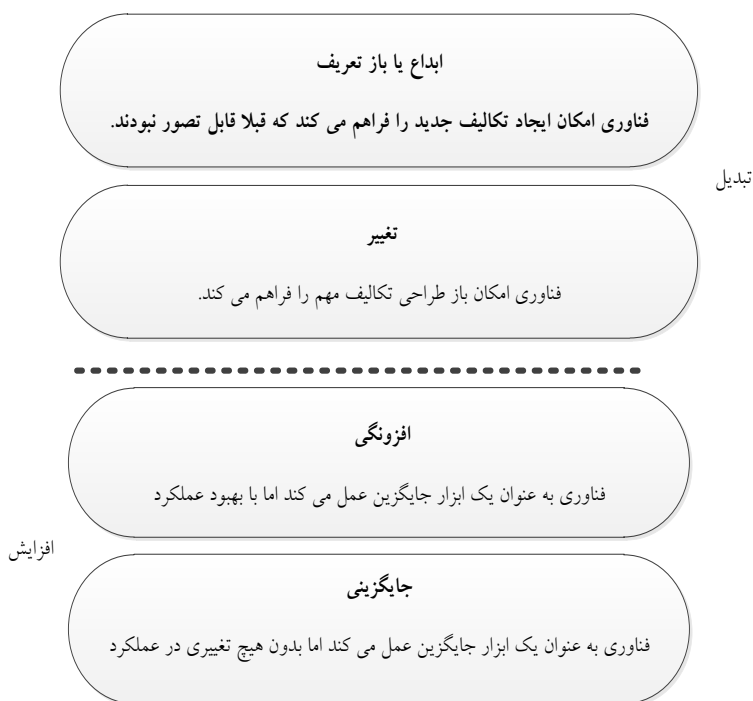 ابداع یا باز تعریف
فناوری امکان ایجاد تکالیف جدید را فراهم می کند که قبلا قابل تصور نبودند.
تبدیل
تغییر
فناوری امکان باز طراحی تکالیف مهم را فراهم می کند.
افزونگی
فناوری به عنوان یک ابزار جایگزین عمل می کند اما با بهبود عملکرد
افزایش
جایگزینی
فناوری به عنوان یک ابزار جایگزین عمل می کند اما بدون هیچ تغییری در عملکرد